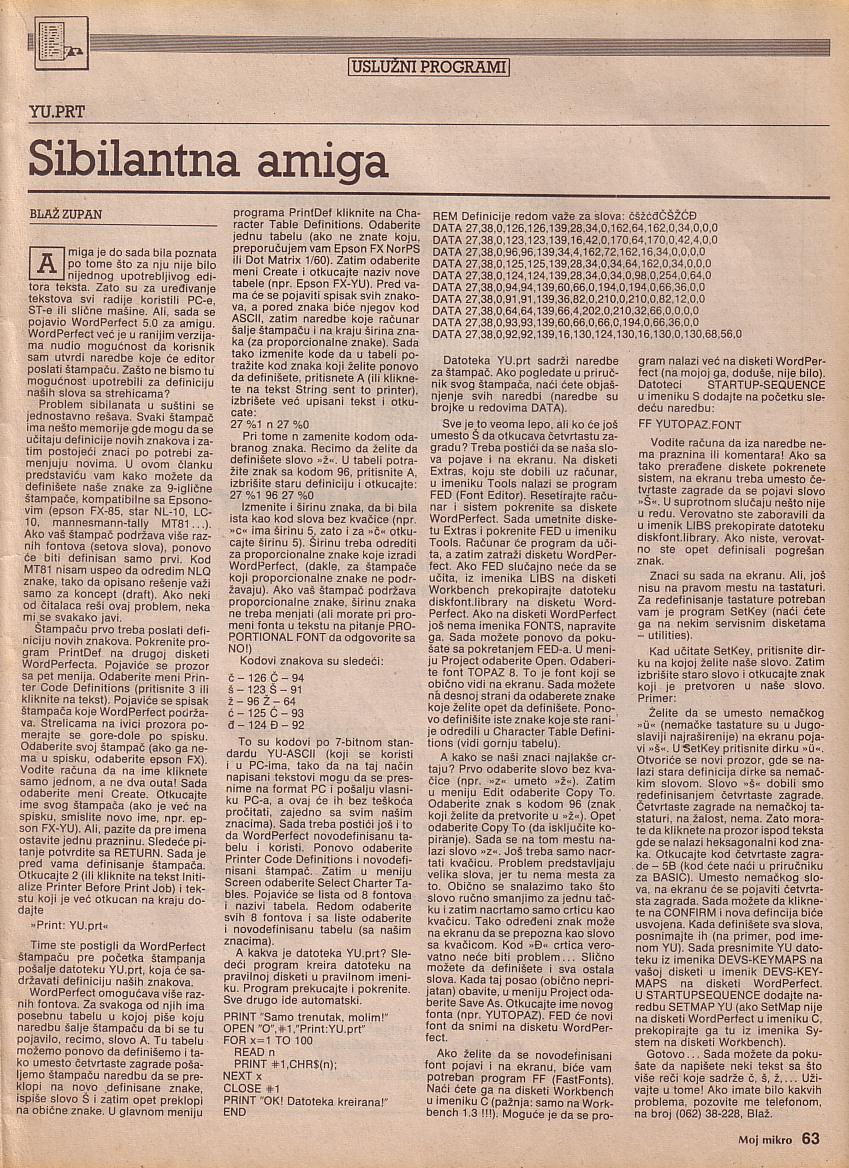 USLUŽNI PROGRAMI
YU.PRT
Sibilantna amiga
BLAŽ ZUPAN
Amiga je do sada bila poznata
po tome što za nju nije bilo
nijednog upotrebljivog edi-
tora teksta. Zato su za uređivanje
tekstova svi radije koristili PC-e,
ST-e ili slične mašine. Ali, sada se
pojavio WordPerfect 5.0 za amigu.
WordPerfect već je u ranijim verzija-
ma nudio mogućnost da korisnik
sam utvrdi naredbe koje će editor
poslati štampaču. Zašto ne bismo tu
mogućnost upotrebili za definiciju
naših slova sa strehicama?
Problem sibilanata u suštini se
jednostavno rešava. Svaki štampač
ima nešto memorije gde mogu da se
učitaju definicije novih znakova i za-
tim postojeći znaci po potrebi za-
menjuju novima. U ovom članku
predstaviću vam kako možete da
definišete naše znake za 9-iglične
štampače, kompatibilne sa Epsono-
vim (epson FX-85, star NL-10, LC-
10, mannesmann-tally MT81...).
Ako vaš štampač podržava više raz-
nih fontova (setova slova), ponovo
će biti definisan samo prvi. Kod
MT81 nisam uspeo da odredim NLQ
znake, tako da opisano rešenje važi
samo za koncept (draft). Ako neki
od čitalaca reši ovaj problem, neka
mi se svakako javi.
Štampaču prvo treba poslati defi-
niciju novih znakova. Pokrenite pro-
gram PrintDef na drugoj disketi
WordPerfecta. Pojaviće se prozor
sa pet menija. Odaberite meni Prin-
ter Code Definitions (pritisnite 3 ili
kliknite na tekst). Pojaviće se spisak
štampača koje WordPerfect podrža-
va. Strelicama na ivici prozora po-
merajte se gore-dole po spisku.
Odaberite svoj štampač (ako ga ne-
ma u spisku, odaberite epson FX).
Vodite računa da na ime kliknete
samo jednom, a ne dva outa! Sada
odaberite meni Create. Otkucajte
ime svog štampača (ako je već na
spisku, smislite novo ime, npr. ep-
son FX-YU). Ali, pazite da pre imena
ostavite jednu prazninu. Sledeće pi-
tanje potvrdite sa RETURN. Sada je
pred vama definisanje štampača.
Otkucajte 2 (ili kliknite na tekst Initi-
alize Printer Before Print Job) i tek-
stu koji je već otkucan na kraju do-
dajte
»Print: YU.prt«
Time ste postigli da WordPerfect
štampaču pre početka štampanja
pošalje datoteku YU.prt, koja će sa-
državati definiciju naših znakova.
WordPerfect omogućava više raz-
nih fontova. Za svakoga od njih ima
posebnu tabelu u kojoj piše koju
naredbu šalje štampaču da bi se tu
pojavilo, recimo, slovo A. Tu tabelu
možemo ponovo da definišemo i ta-
ko umesto četvrtaste zagrade poša-
ljemo štampaču naredbu da se pre-
klopi na novo definisane znake,
ispiše slovo Š i zatim opet preklopi
na obične znake. U glavnom meniju
programa PrintDef kliknite na Cha-
racter Table Definitions. Odaberite
jednu tabelu (ako ne znate koju,
preporučujem vam Epson FX NorPS
ili Dot Matrix 1/60). Zatim odaberite
meni Create i otkucajte naziv nove
tabele (npr. Epson FX-YU). Pred va-
ma će se pojaviti spisak svih znako-
va, a pored znaka biće njegov kod
ASCII, zatim naredbe koje računar
šalje štampaču i na kraju širina zna-
ka (za proporcionalne znake). Sada
tako izmenite kode da u tabeli po-
tražite znak kod koji želite ponovo
da definišete, pritisnete A (ili klikne-
te na tekst String sent to printer),
izbrišete već upisani tekst i otku-
cate:
27 %1 n 27 %0
Pri tome n zamenite kodom oda-
branog znaka. Recimo da želite da
definišete slovo »ž«. U tabeli potra-
žite znak sa kodom 96, pritisnite A,
izbrišite staru definiciju i otkucajte:
27 %1 96 27 %0
Izmenite i širinu znaka, da bi bila
ista kao kod slova bez kvačice (npr.
»c« ima širinu 5, zato i za »č« otku-
cajte širinu 5). Širinu treba odrediti
za proporcionalne znake koje izradi
WordPerfect, (dakle, za štampače
koji proporcionalne znake ne podr-
žavaju). Ako vaš štampač podržava
proporcionalne znake, širinu znaka
ne treba menjati (ali morate pri pro-
meni fonta u tekstu na pitanje PRO-
PORTIONAL FONT da odgovorite sa
NO!)
Kodovi znakova su sledeći:
č – 126 Č – 94
š – 123 Š – 91
ž – 96 Ž – 64
ć – 125 Ć – 93
đ – 124 Đ – 92
To su kodovi po 7-bitnom stan-
dardu YU-ASCII (koji se koristi
i u PC-ima, tako da na taj način
napisani tekstovi mogu da se pres-
nime na format PC i pošalju vlasni-
ku PC-a, a ovaj će ih bez teškoća
pročitati, zajedno sa svim našim
znacima). Sada treba postići još i to
da WordPerfect novodefinisanu ta-
belu i koristi. Ponovo odaberite
Printer Code Definitions i novodefi-
nisani štampač. Zatim u meniju
Screen odaberite Select Charter Ta-
bles. Pojaviće se lista od 8 fontova
i nazivi tabela. Redom odaberite
svih 8 fontova i sa liste odaberite
i novodefinisanu tabelu (sa našim
znacima).
A kakva je datoteka YU.prt? Sle-
deći program kreira datoteku na
pravilnoj disketi u pravilnom imeni-
ku. Program prekucajte i pokrenite.
Sve drugo ide automatski.
PRINT "Samo trenutak, molim!"
OPEN "O",#1,"Print:YU.prt"
FOR x=1 TO 100
READ n
PRINT #1,CHR$(n);
NEXT x
CLOSE #1
PRINT "OK! Datoteka kreirana!"
END
REM Definicije redom važe za slova: čšžćđČŠŽĆĐ
DATA 27,38,0,126,126,139,28,34,0,162,64,162,0,34,0,0,0
DATA 27,38,0,123,123,139,16,42,0,170,64,170,0,42,4,0,0
DATA 27,38,0,96,96,139,34,4,162,72,162,16,34,0,0,0,0
DATA 27,38,0,125,125,139,28,34,0,34,64,162,0,34,0,0,0
DATA 27,38,0,124,124,139,28,34,0,34,0,98,0,254,0,64,0
DATA 27,38,0,94,94,139,60,66,0,194,0,194,0,66,36,0,0
DATA 27,38,0,91,91,139,36,82,0,210,0,210,0,82,12,0,0
DATA 27,38,0,64,64,139,66,4,202,0,210,32,66,0,0,0,0
DATA 27,38,0,93,93,139,60,66,0,66,0,194,0,66,36,0,0
DATA 27,38,0,92,92,139,16,130,124,130,16,130,0,130,68,56,0
Datoteka YU.prt sadrži naredbe
za štampač. Ako pogledate u priruč-
nik svog štampača, naći ćete objaš-
njenje svih naredbi (naredbe su
brojke u redovima DATA).
Sve je to veoma lepo, ali ko će još
umesto Š da otkucava četvrtastu za-
gradu? Treba postići da se naša slo-
va pojave i na ekranu. Na disketi
Extras, koju ste dobili uz računar,
u imeniku Tools nalazi se program
FED (Font Editor). Resetirajte raču-
nar i sistem pokrenite sa diskete
WordPerfect. Sada umetnite diske-
tu Extras i pokrenite FED u imeniku
Tools. Računar će program da uči-
ta, a zatim zatraži disketu WordPer-
fect. Ako FED slučajno neće da se
učita, iz imenika LIBS na disketi
Workbench prekopirajte datoteku
diskfont.library na disketu Word-
Perfect. Ako na disketi WordPerfect
još nema imenika FONTS, napravite
ga. Sada možete ponovo da poku-
šate sa pokretanjem FED-a. U meni-
ju Project odaberite Open. Odaberi-
te font TOPAZ 8. To je font koji se
obično vidi na ekranu. Sada možete
na desnoj strani da odaberete znake
koje želite opet da definišete. Pono-
vo definišite iste znake koje ste rani-
je odredili u Character Table Defini-
tions (vidi gornju tabelu).
A kako se naši znaci najlakše cr-
taju? Prvo odaberite slovo bez kva-
čice (npr. »z« umeto »ž«). Zatim
u meniju Edit odaberite Copy To.
Odaberite znak s kodom 96 (znak
koji želite da pretvorite u »ž«). Opet
odaberite Copy To (da isključite ko-
piranje). Sada se na tom mestu na-
lazi slovo »z«. Još treba samo nacr-
tati kvačicu. Problem predstavljaju
velika slova, jer tu nema mesta za
to. Obično se snalazimo tako što
slovo ručno smanjimo za jednu tač-
ku i zatim nacrtamo samo crticu kao
kvačicu. Tako određeni znak može
na ekranu da se prepozna kao slovo
sa kvačicom. Kod »Đ« crtica vero-
vatno neće biti problem... Slično
možete da definišete i sva ostala
slova. Kada taj posao (obično nepri-
jatan) obavite, u meniju Project oda-
berite Save As. Otkucajte ime novog
fonta (npr. YUTOPAZ). FED će novi
font da snimi na disketu WordPer-
fect.
Ako želite da se novodefinisani
font pojavi i na ekranu, biće vam
potreban program FF (FastFonts).
Naći ćete ga na disketi Workbench
u imeniku C (pažnja: samo na Work-
bench 1.3 !!!). Moguće je da se pro-
gram nalazi već na disketi WordPer-
fect (na mojoj ga, doduše, nije bilo).
Datoteci STARTUP-SEQUENCE
u imeniku S dodajte na početku sle-
deću naredbu:
FF YUTOPAZ.FONT
Vodite računa da iza naredbe ne-
ma praznina ili komentara! Ako sa
tako prerađene diskete pokrenete
sistem, na ekranu treba umesto če-
tvrtaste zagrade da se pojavi slovo
»Š«. U suprotnom slučaju nešto nije
u redu. Verovatno ste zaboravili da
u imenik LIBS prekopirate datoteku
diskfont.library. Ako niste, verovat-
no ste opet definisali pogrešan
znak.
Znaci su sada na ekranu. Ali, još
nisu na pravom mestu na tastaturi.
Za redefinisanje tastature potreban
vam je program SetKey (naći ćete
ga na nekim servisnim disketama
– utilities).
Kad učitate SetKey, pritisnite dir-
ku na kojoj želite naše slovo. Zatim
izbrišite staro slovo i otkucajte znak
koji je pretvoren u naše slovo.
Primer:
Želite da se umesto nemačkog
»ü« (nemačke tastature su u Jugo-
slaviji najraširenije) na ekranu poja-
vi »š«. U SetKey pritisnite dirku »ü«.
Otvoriće se novi prozor, gde se na-
lazi stara definicija dirke sa nemač-
kim slovom. Slovo »š« dobili smo
redefinisanjem četvrtaste zagrade.
Četvrtaste zagrade na nemačkoj ta-
staturi, na žalost, nema. Zato mora-
te da kliknete na prozor ispod teksta
gde se nalazi heksagonalni kod zna-
ka. Otkucajte kod četvrtaste zagra-
de – 5B (kod ćete naći u priručniku
za BASIC). Umesto nemačkog slo-
va, na ekranu će se pojaviti četvrta-
sta zagrada. Sada možete da klikne-
te na CONFIRM i nova defincija biće
usvojena. Kada definišete sva slova,
posnimajte ih (na primer, pod ime-
nom YU). Sada presnimite YU dato-
teku iz imenika DEVS-KEYMAPS na
vašoj disketi u imenik DEVS-KEY-
MAPS na disketi WordPerfect.
U STARTUPSEQUENCE dodajte na-
redbu SETMAP YU (ako SetMap nije
na disketi WordPerfect u imeniku C,
prekopirajte ga tu iz imenika Sy-
stem na disketi Workbench).
Gotovo... Sada možete da poku-
šate da napišete neki tekst sa što
više reči koje sadrže č, š, ž,... Uži-
vajte u tome! Ako imate bilo kakvih
problema, pozovite me telefonom,
na broj (062) 38-228, Blaž.
Moj mikro 63